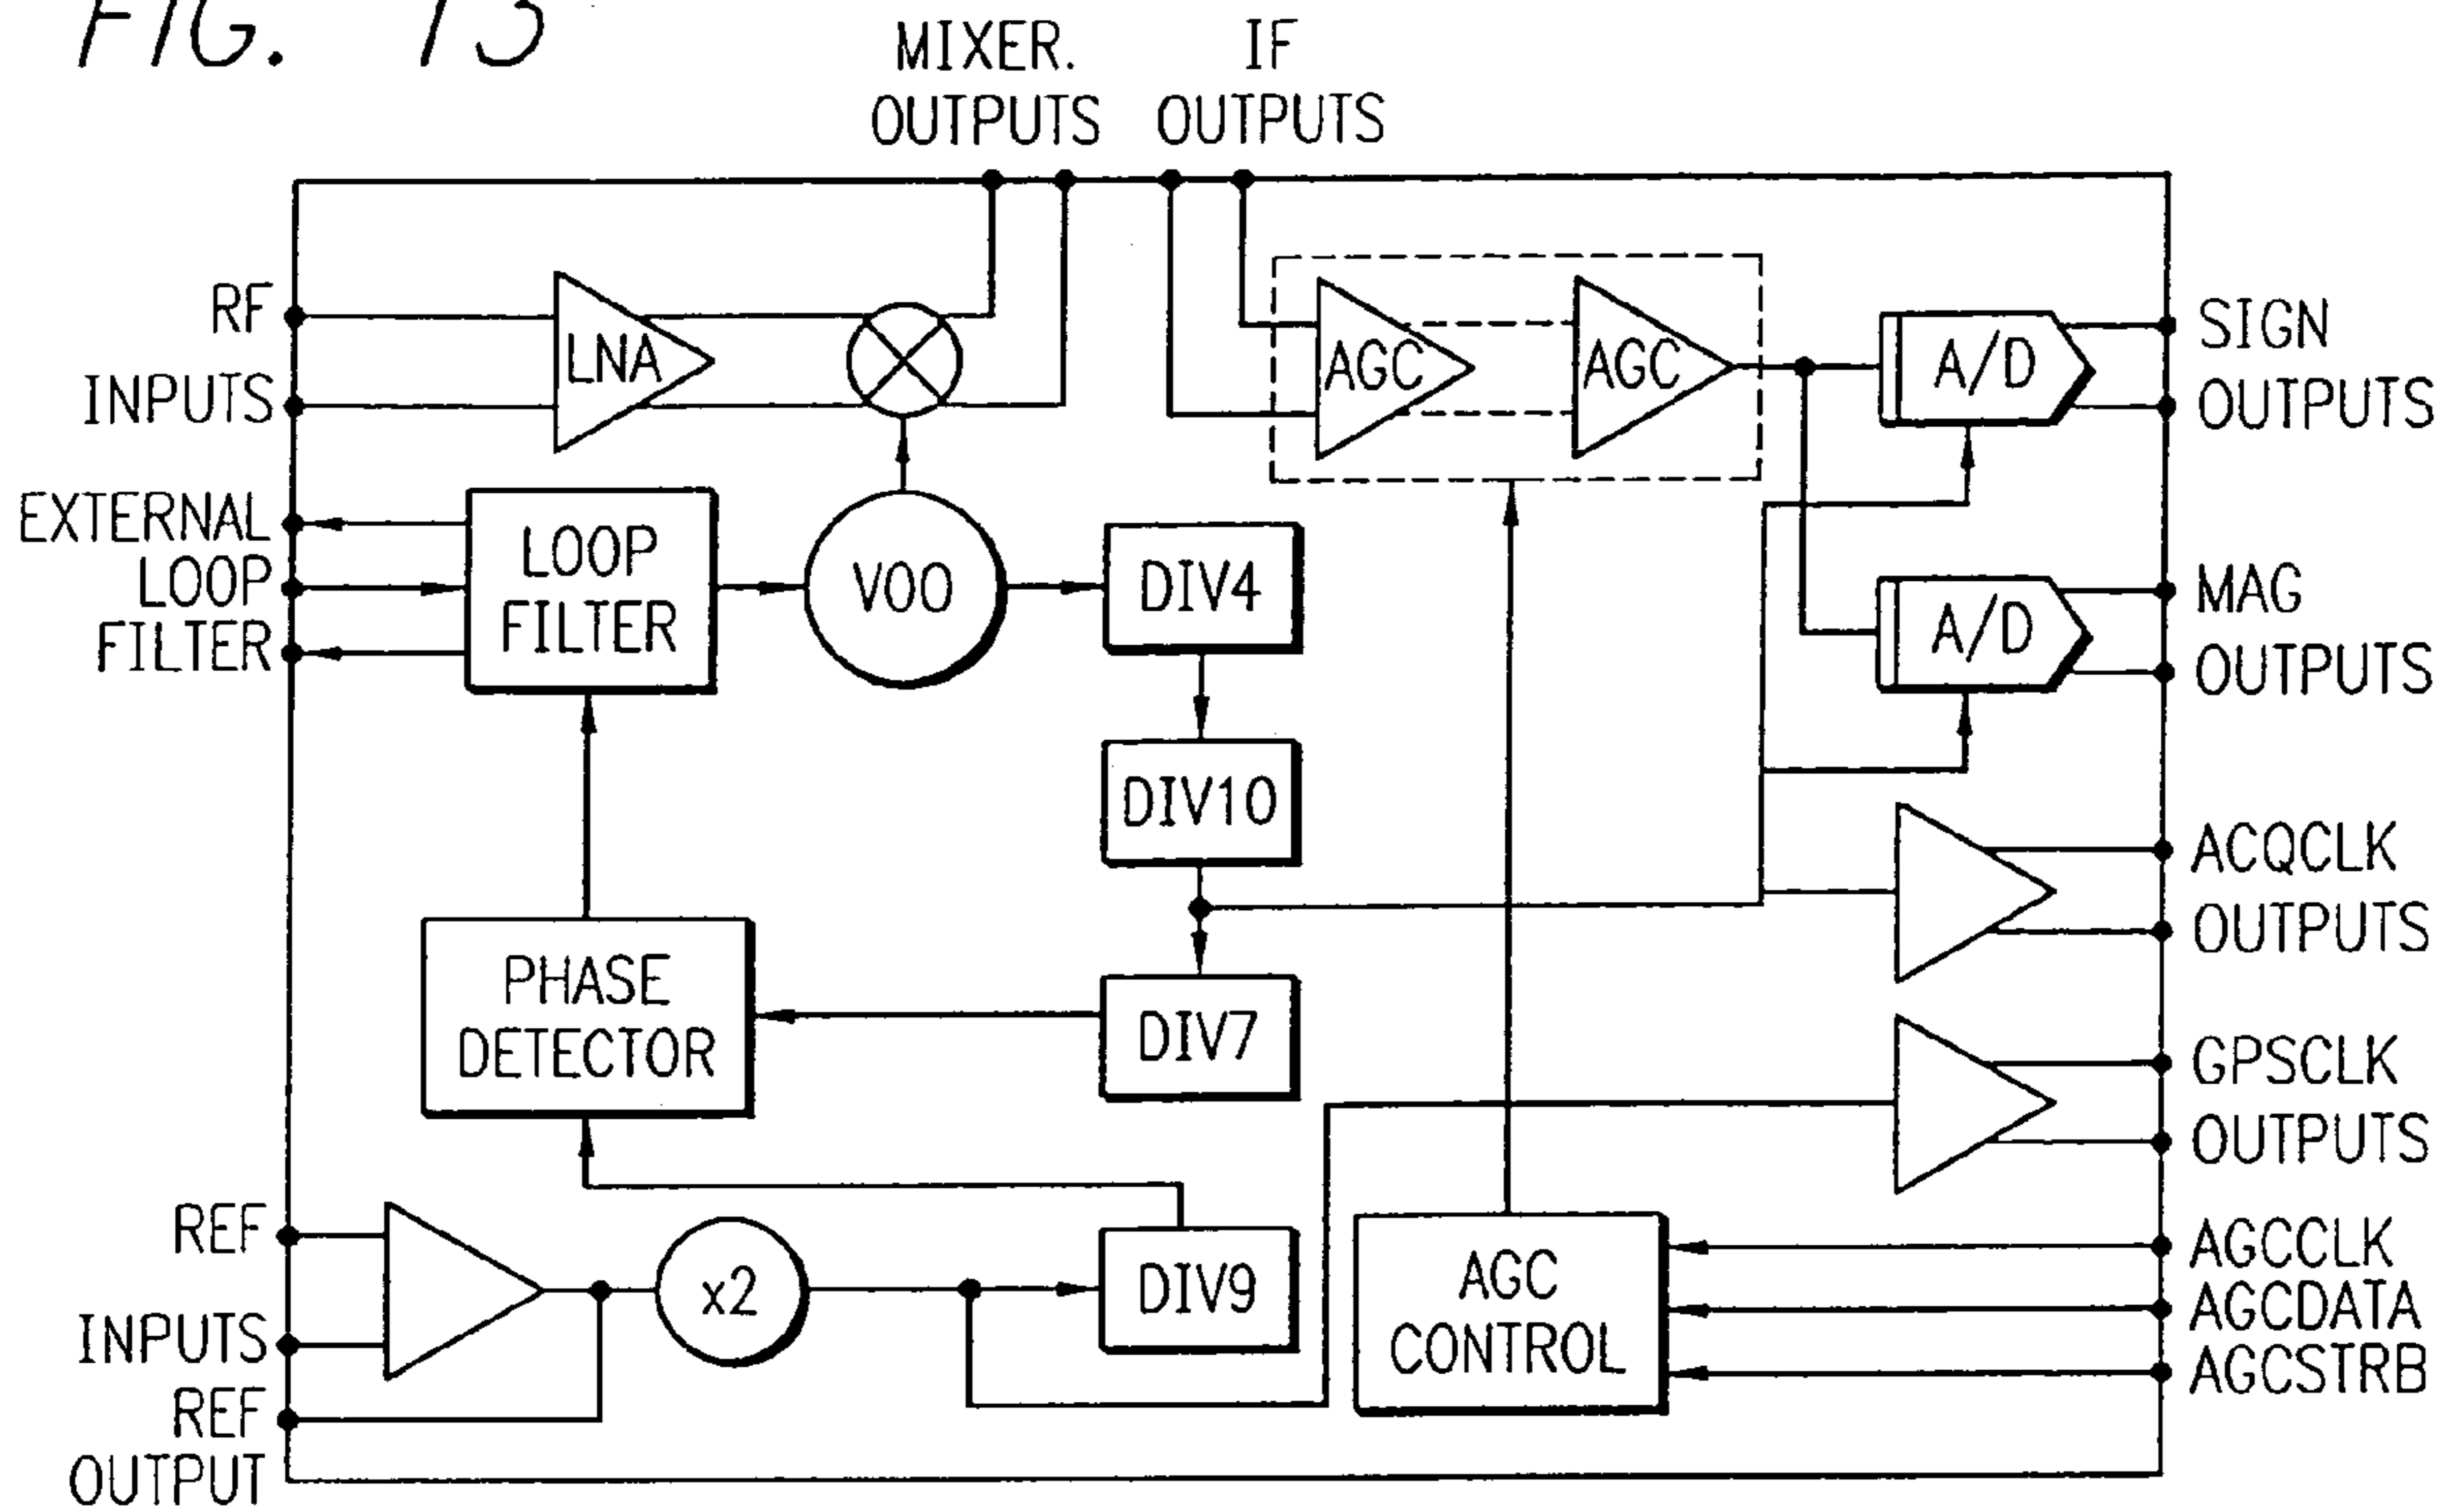 FIG. 13
MIXER.
OUTPUTS
IF
OUTPUTS
RF
INPUTS
LNA
AGC
AGC
A/D
SIGN
OUTPUTS
EXTERNAL
LOOP
FILTER
LOOP
FILTER
VOO
DIV4
A/D
MAG
OUTPUTS
DIV10
ACQCLK
OUTPUTS
PHASE
DETECTOR
DIV7
GPSCLK
OUTPUTS
REF
INPUTS
REF
OUTPUT
x2
DIV9
AGC
CONTROL
AGCCLK
AGCDATA
AGCSTRB